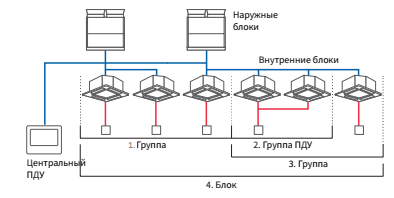 Наружные
блоки
Внутренние блоки
Центральный
ПДУ
1. Группа
2. Группа ПДУ
3. Группа
4. Блок